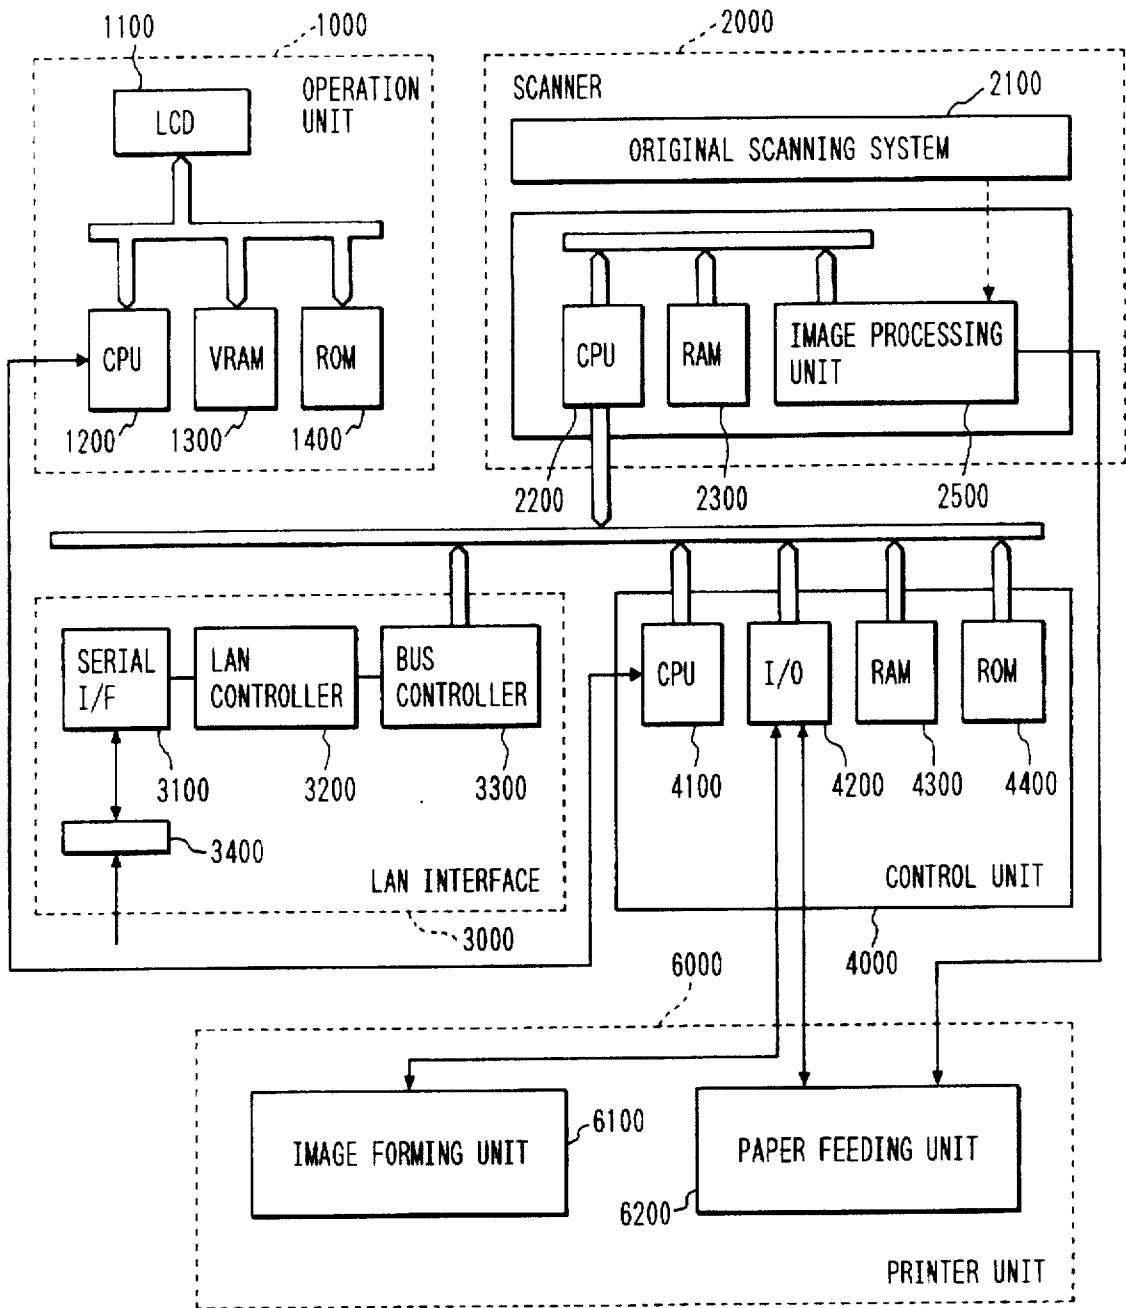 1100
1000
2000
OPERATION
UNIT
LCD
SCANNER
2100
ORIGINAL SCANNING SYSTEM
CPU
VRAM
ROM
1200
1300
1400
CPU
RAM
IMAGE PROCESSING
UNIT
2200
2300
2500
SERIAL
I/F
LAN
CONTROLLER
BUS
CONTROLLER
3100
3200
3300
3400
LAN INTERFACE
3000
CPU
I/O
RAM
ROM
4100
4200
4300
4400
CONTROL UNIT
4000
6000
IMAGE FORMING UNIT
6100
PAPER FEEDING UNIT
6200
PRINTER UNIT